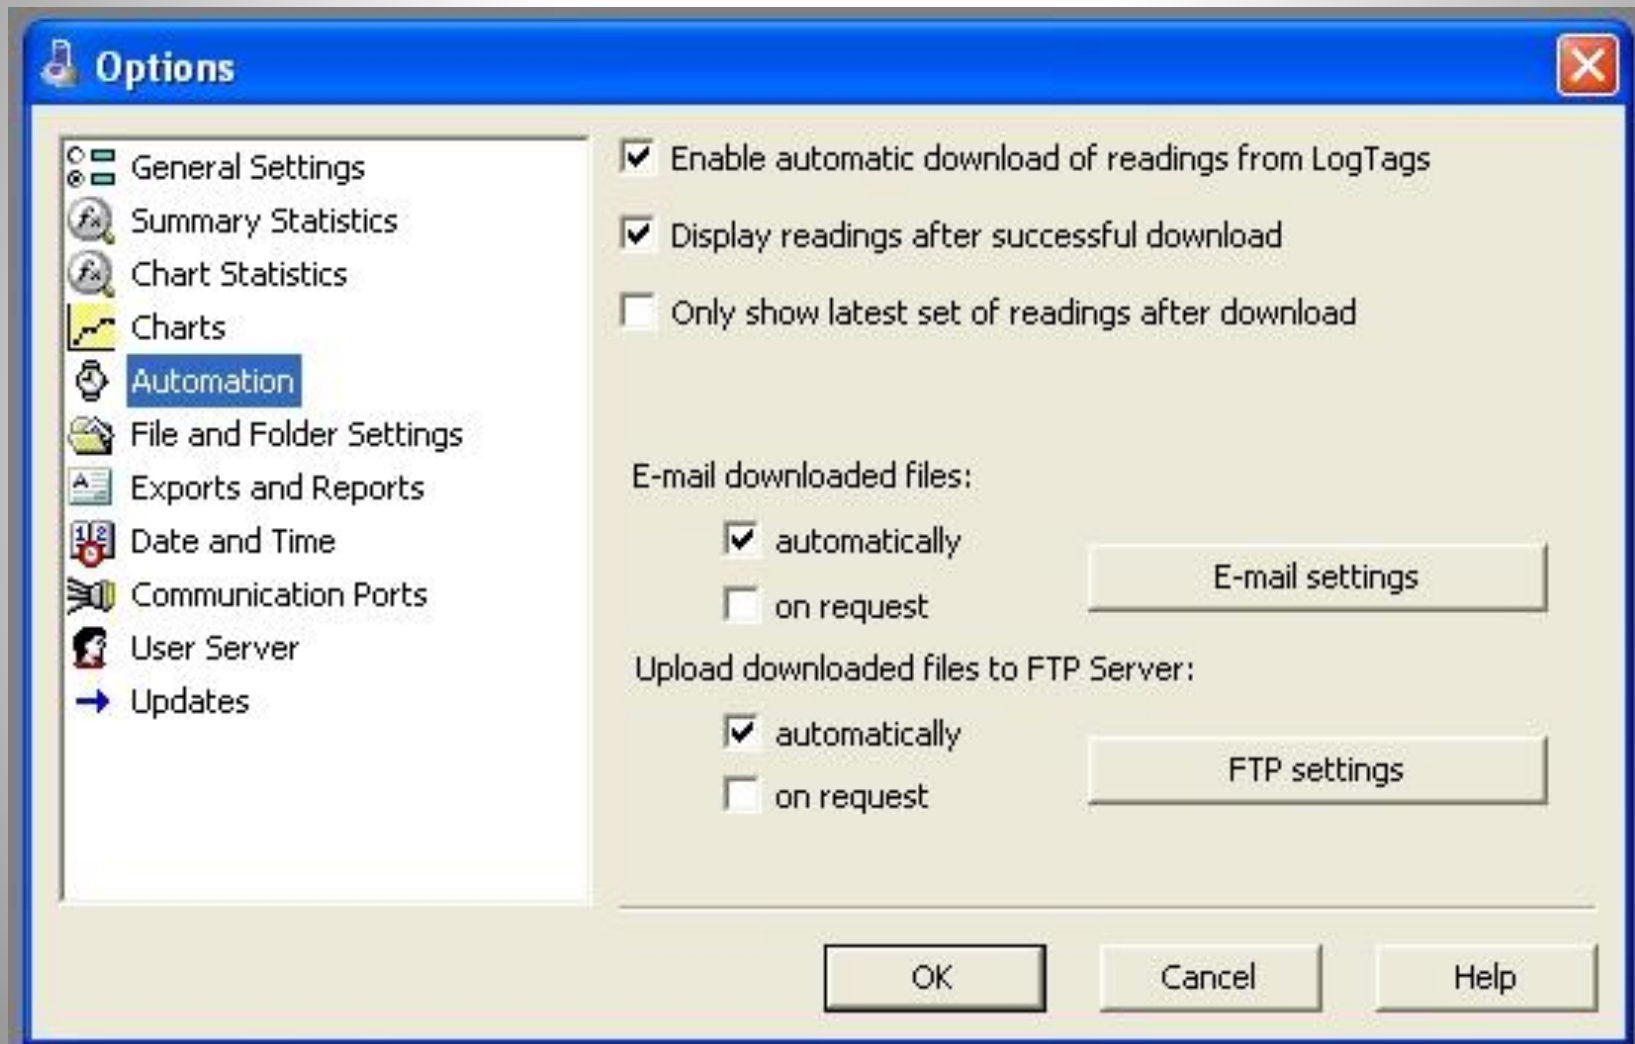 Options
General Settings
Summary Statistics
Chart Statistics
Charts
Automation
File and Folder Settings
Exports and Reports
Date and Time
Communication Ports
User Server
Updates
Enable automatic download of readings from LogTags
Display readings after successful download
Only show latest set of readings after download
E-mail downloaded files:
automatically
on request
E-mail settings
Upload downloaded files to FTP Server:
automatically
on request
FTP settings
OK
Cancel
Help